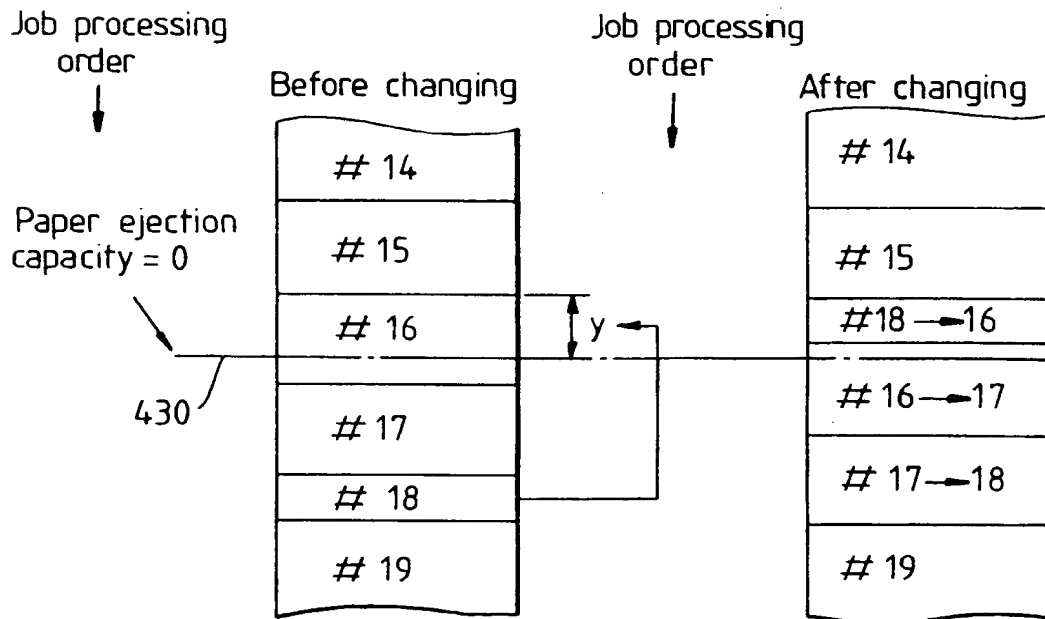 Job processing
order
Before changing
# 14
# 15
# 16
# 17
# 18
# 19
Paper ejection
capacity = 0
430
y
Job processing
order
After changing
# 14
# 15
#18 → 16
# 16 → 17
# 17 → 18
# 19